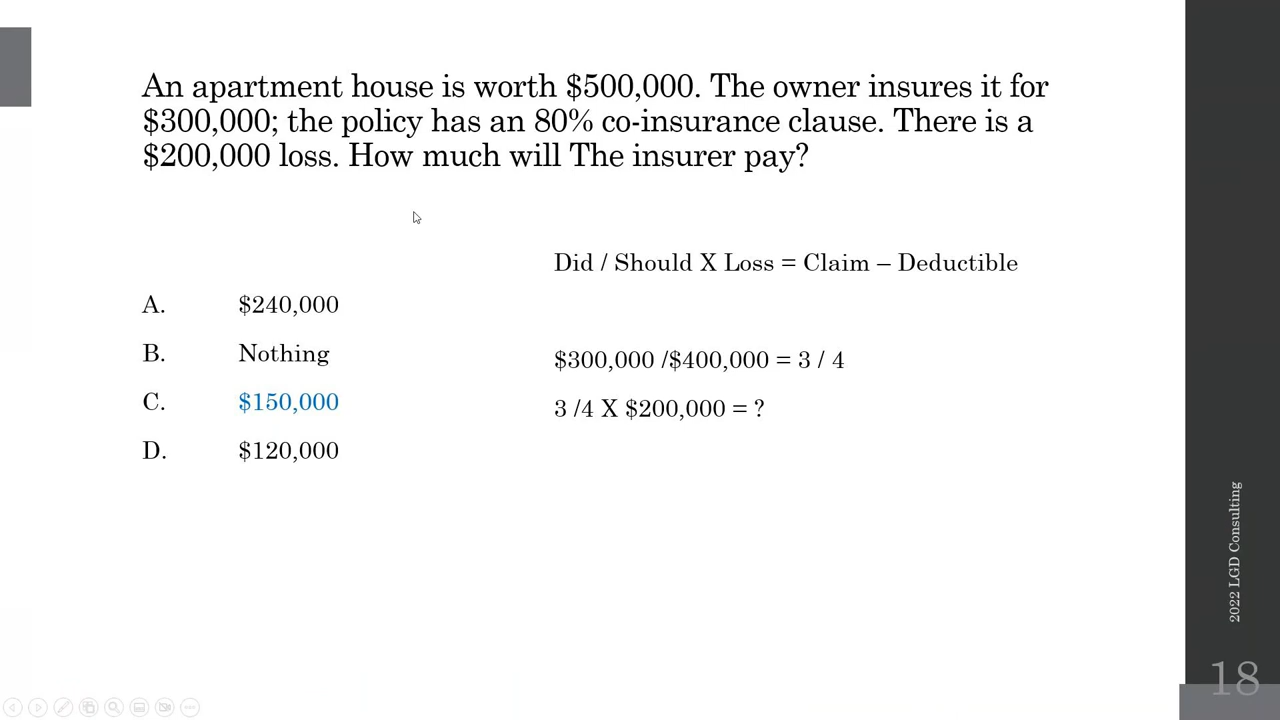 An apartment house is worth $500,000. The owner insures it for
$300,000; the policy has an 80% co-insurance clause. There is a
$200,000 loss. How much will The insurer pay?
Did / Should X Loss = Claim – Deductible
A. $240,000
B. Nothing
C. $150,000
D. $120,000
$300,000 /$400,000 = 3 / 4
3 /4 X $200,000 = ?
2022 LGD Consulting
18